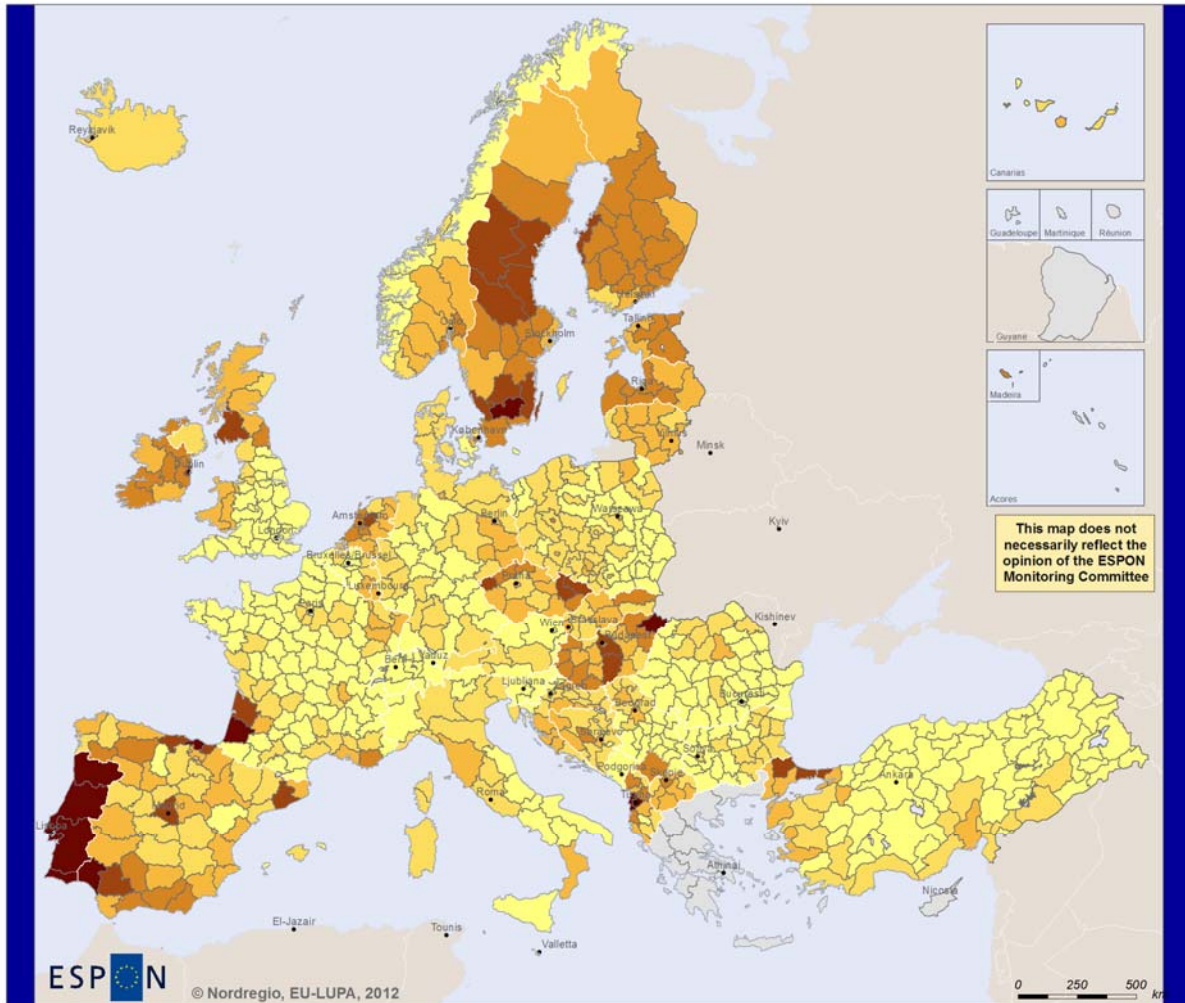 Reykjavik
Canarias
Guadeloupe
Martinique
Réunion
Guyane
Madeira
Acores
This map does not
necessarily reflect the
opinion of the ESPON
Monitoring Committee
Helsinki
Tallinn
Oslo
Stockholm
Riga
København
Vilnius
Minsk
Dublin
Amsterdam
Berlin
Warszawa
London
Kyiv
Bruxelles/Brussel
Praha
Luxembourg
Paris
Wien
Bratislava
Kishinev
Budapest
Bern
Vaduz
Ljubljana
Zagreb
Bucuresti
Beograd
Sarajevo
Sofiya
Podgorica
Skopje
Ankara
Roma
Madrid
Lisboa
Athinai
Nicosia
El-Jazair
Tounis
Valletta
ESPON
© Nordregio, EU-LUPA, 2012
0 250 500
km